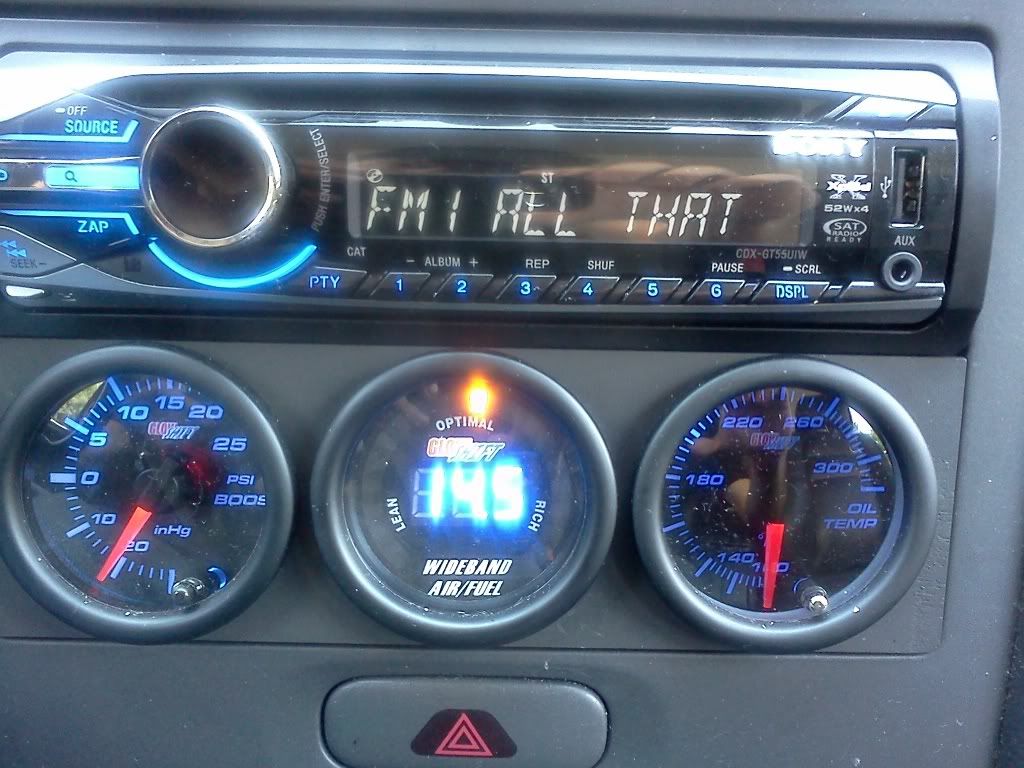 OFF
SOURCE
PUSH ENTER/SELECT
ST
FM1 ALL THAT
SONY
Xplod
52Wx4
SAT
RADIO
READY
AUX
ZAP
SEEK -
CAT
- ALBUM +
REP
SHUF
PAUSE
SCRL
CDX-GT55UIW
PTY
1
2
3
4
5
6
DSPL
10 15 20
5
25
0
PSI
BOOST
10
inHg
20
GLOWSHIFT
OPTIMAL
GLOWSHIFT
14.5
LEAN
RICH
WIDEBAND
AIR/FUEL
220 260
GLOWSHIFT
180
300
OIL
TEMP
140
100